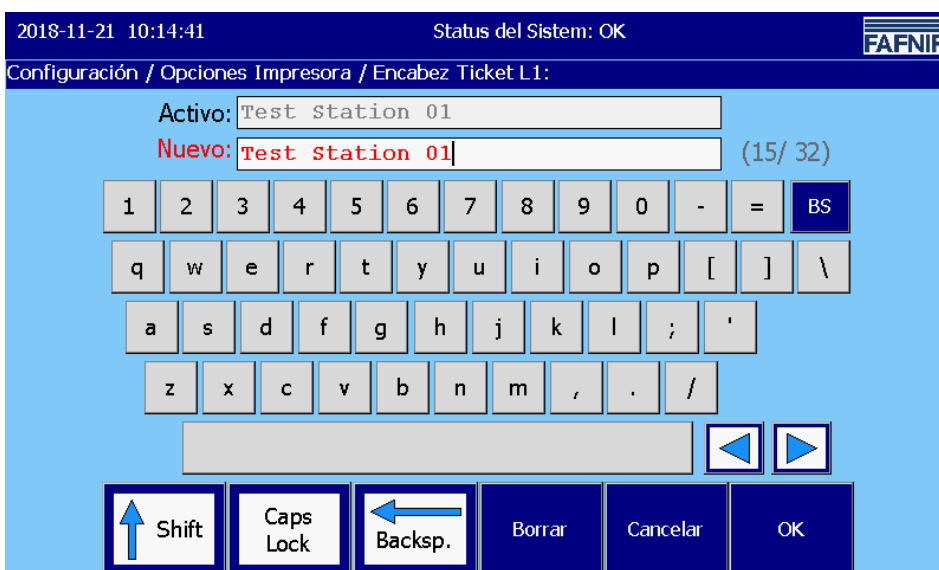 2018-11-21 10:14:41 Status del Sistem: OK FAFNIR
Configuración / Opciones Impresora / Encabez Ticket L1:
Activo: Test Station 01
Nuevo: Test Station 01 (15/ 32)
1 2 3 4 5 6 7 8 9 0 - = BS
q w e r t y u i o p [ ] \
a s d f g h j k l ; '
z x c v b n m , . /
Shift Caps Lock Backsp. Borrar Cancelar OK